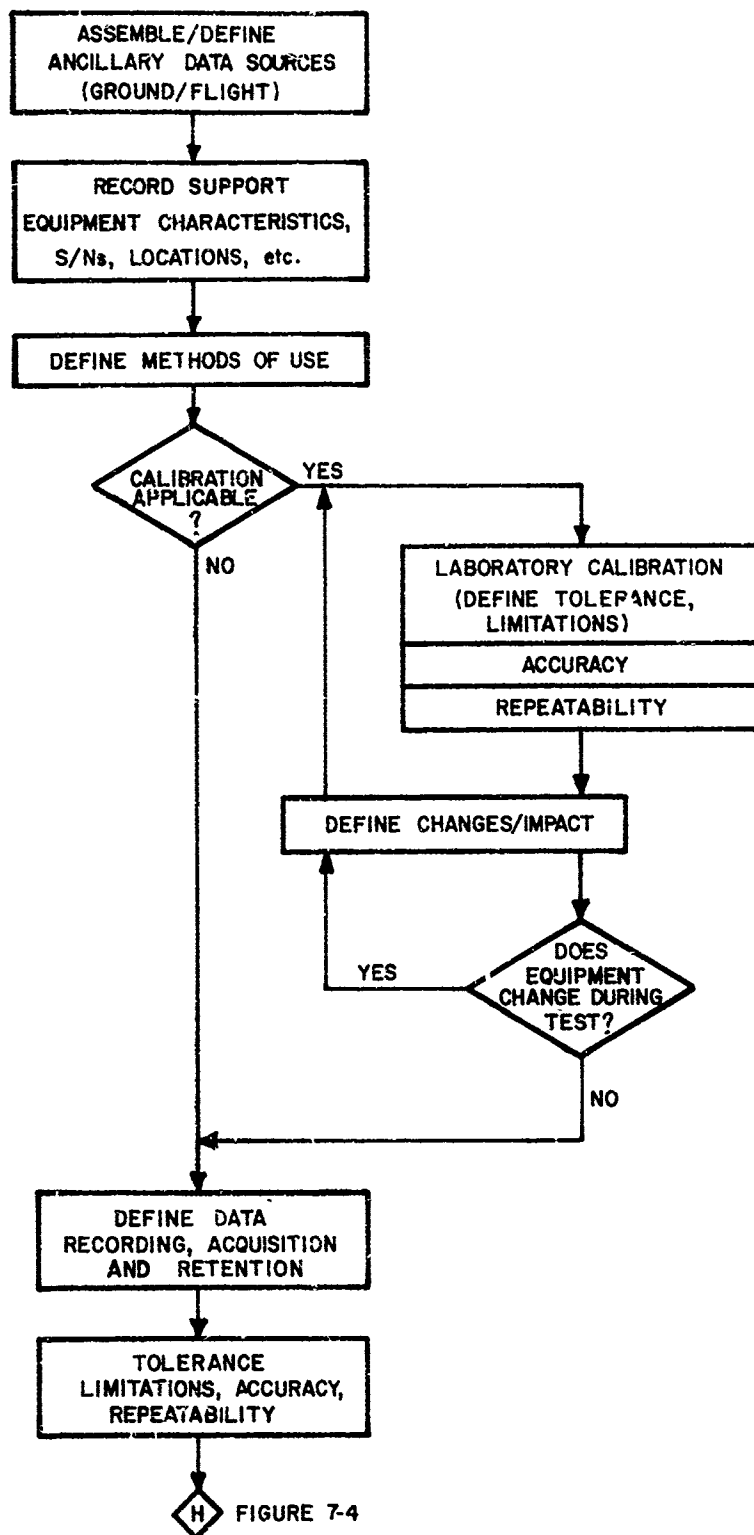 ASSEMBLE/DEFINE
ANCILLARY DATA SOURCES
(GROUND/FLIGHT)
RECORD SUPPORT
EQUIPMENT CHARACTERISTICS,
S/Ns, LOCATIONS, etc.
DEFINE METHODS OF USE
CALIBRATION
APPLICABLE
?
YES
NO
LABORATORY CALIBRATION
(DEFINE TOLERANCE,
LIMITATIONS)
ACCURACY
REPEATABILITY
DEFINE CHANGES/IMPACT
DOES
EQUIPMENT
CHANGE DURING
TEST?
YES
NO
DEFINE DATA
RECORDING, ACQUISITION
AND RETENTION
TOLERANCE
LIMITATIONS, ACCURACY,
REPEATABILITY
H FIGURE 7-4